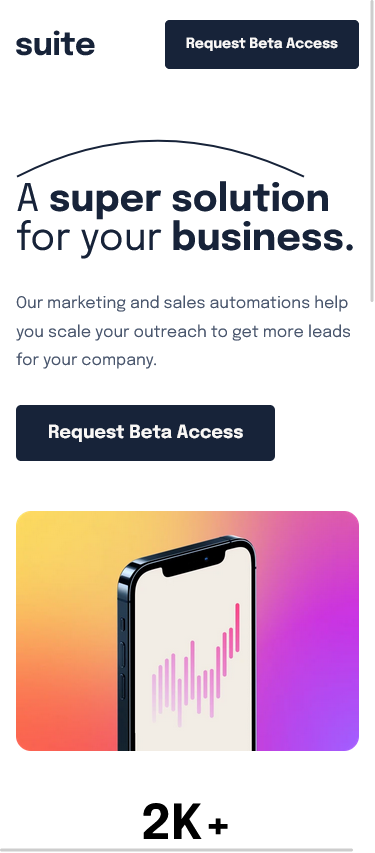 suite
Request Beta Access
A super solution
for your business.
Our marketing and sales automations help
you scale your outreach to get more leads
for your company.
Request Beta Access
2K+